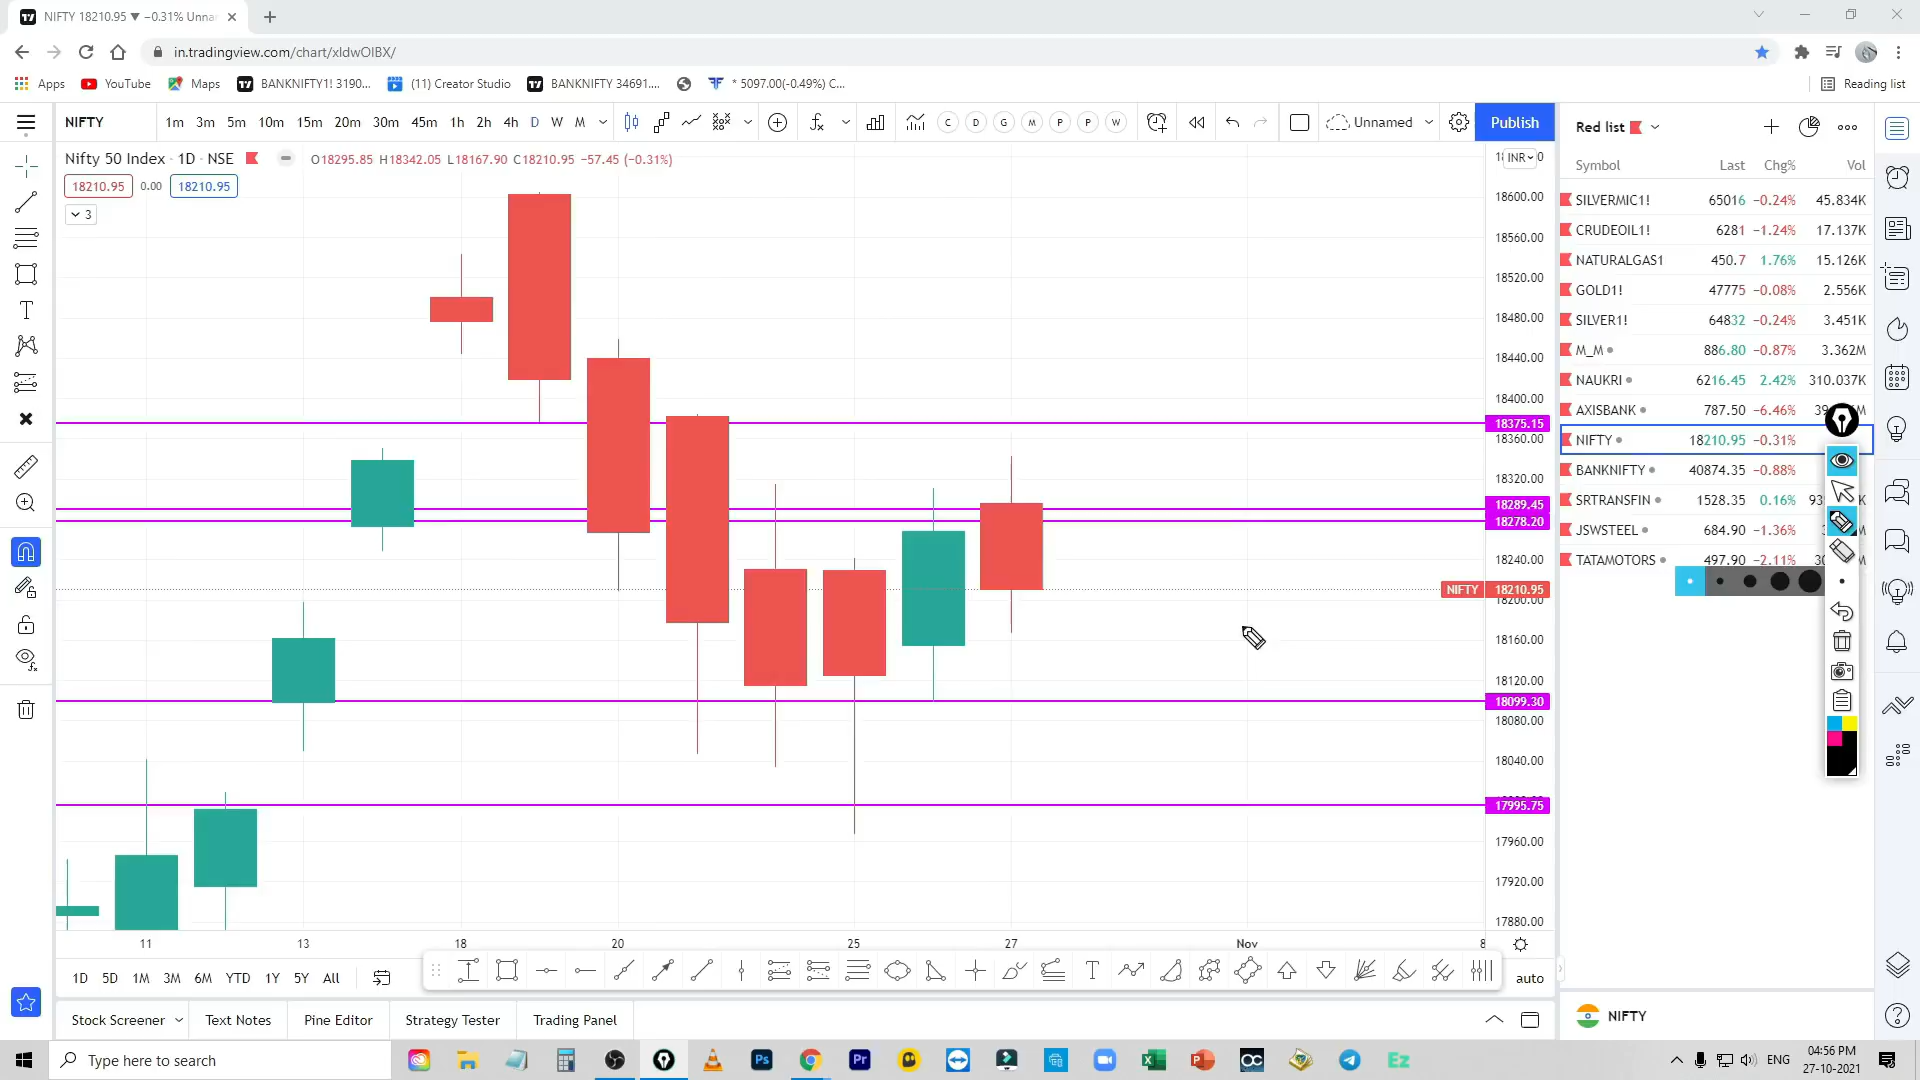 NIFTY 18210.95 ▼ −0.31% Unna
in.tradingview.com/chart/xldwOIBX/
Apps YouTube Maps BANKNIFTY1! 3190... (11) Creator Studio BANKNIFTY 34691.... * 5097.00(-0.49%) C... Reading list
NIFTY 1m 3m 5m 10m 15m 20m 30m 45m 1h 2h 4h D W M C D G M P P W Unnamed Publish
Nifty 50 Index · 1D · NSE O18295.85 H18342.05 L18167.90 C18210.95 −57.45 (−0.31%)
18210.95 0.00 18210.95
3
INR
18600.00
18560.00
18520.00
18480.00
18440.00
18400.00
18375.15
18360.00
18320.00
18289.45
18278.20
18240.00
NIFTY 18210.95
18200.00
18160.00
18120.00
18099.30
18080.00
18040.00
17995.75
17960.00
17920.00
17880.00
11 13 18 20 25 27 Nov 8
1D 5D 1M 3M 6M YTD 1Y 5Y All auto
Stock Screener Text Notes Pine Editor Strategy Tester Trading Panel
Red list
Symbol Last Chg% Vol
SILVERMIC1! 65016 −0.24% 45.834K
CRUDEOIL1! 6281 −1.24% 17.137K
NATURALGAS1 450.7 1.76% 15.126K
GOLD1! 47775 −0.08% 2.556K
SILVER1! 64832 −0.24% 3.451K
M_M 886.80 −0.87% 3.362M
NAUKRI 6216.45 2.42% 310.037K
AXISBANK 787.50 −6.46%
NIFTY 18210.95 −0.31%
BANKNIFTY 40874.35 −0.88%
SRTRANSFIN 1528.35 0.16%
JSWSTEEL 684.90 −1.36%
TATAMOTORS 497.90 −2.11%
NIFTY
Type here to search
Ps Pr OC Ez
ENG 04:56 PM
27-10-2021